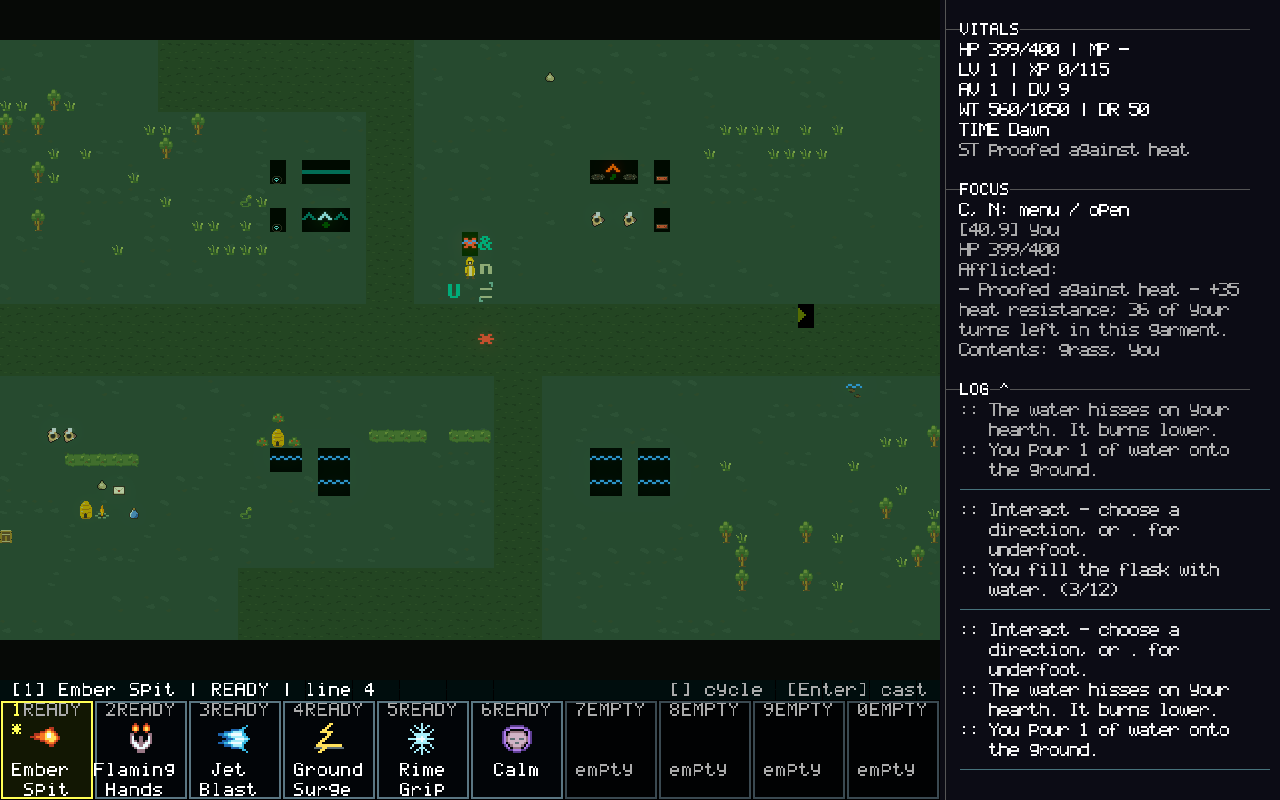 VITALS
HP 399/400 | MP -
LV 1 | XP 0/115
AV 1 | DV 9
WT 560/1050 | DR 50
TIME Dawn
ST Proofed against heat
FOCUS
C, N: menu / oPen
[40,9] You
HP 399/400
Afflicted:
- Proofed against heat - +35
heat resistance; 36 of your
turns left in this garment.
Contents: grass, you
LOG ^
:: The water hisses on your
hearth. It burns lower.
:: You Pour 1 of water onto
the ground.
:: Interact - choose a
direction, or . for
underfoot.
:: You fill the flask with
water. (3/12)
:: Interact - choose a
direction, or . for
underfoot.
:: The water hisses on your
hearth. It burns lower.
:: You Pour 1 of water onto
the ground.
&
n
U
[1] Ember SPit | READY | line 4
[] cycle [Enter] cast
1READY 2READY 3READY 4READY 5READY 6READY 7EMPTY 8EMPTY 9EMPTY 0EMPTY
*
Ember Flaming Jet Ground Rime Calm emPty emPty emPty emPty
SPit Hands Blast Surge GriP